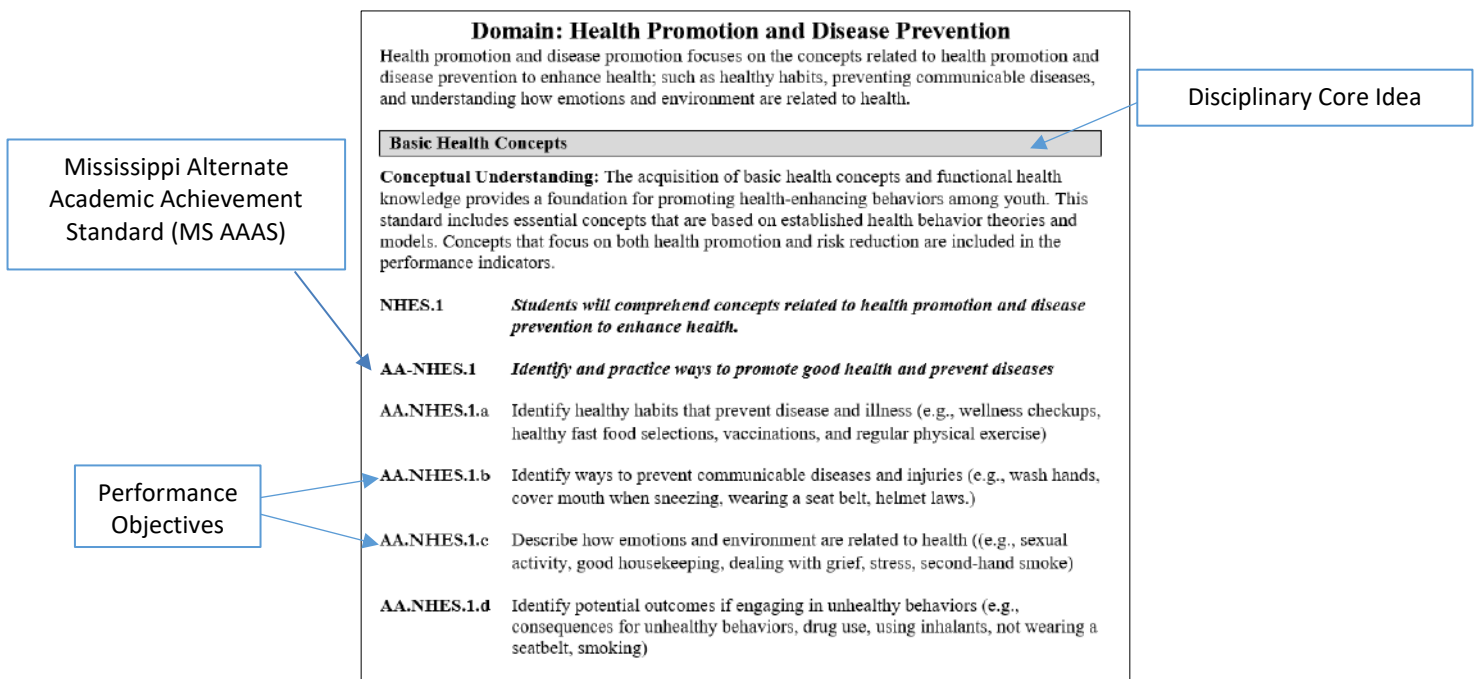 Domain: Health Promotion and Disease Prevention
Health promotion and disease promotion focuses on the concepts related to health promotion and
disease prevention to enhance health; such as healthy habits, preventing communicable diseases,
and understanding how emotions and environment are related to health.
Disciplinary Core Idea
Basic Health Concepts
Mississippi Alternate
Academic Achievement
Standard (MS AAAS)
Conceptual Understanding: The acquisition of basic health concepts and functional health
knowledge provides a foundation for promoting health-enhancing behaviors among youth. This
standard includes essential concepts that are based on established health behavior theories and
models. Concepts that focus on both health promotion and risk reduction are included in the
performance indicators.
NHES.1 Students will comprehend concepts related to health promotion and disease
prevention to enhance health.
AA-NHES.1 Identify and practice ways to promote good health and prevent diseases
AA.NHES.1.a Identify healthy habits that prevent disease and illness (e.g., wellness checkups,
healthy fast food selections, vaccinations, and regular physical exercise)
Performance
Objectives
AA.NHES.1.b Identify ways to prevent communicable diseases and injuries (e.g., wash hands,
cover mouth when sneezing, wearing a seat belt, helmet laws.)
AA.NHES.1.c Describe how emotions and environment are related to health ((e.g., sexual
activity, good housekeeping, dealing with grief, stress, second-hand smoke)
AA.NHES.1.d Identify potential outcomes if engaging in unhealthy behaviors (e.g.,
consequences for unhealthy behaviors, drug use, using inhalants, not wearing a
seatbelt, smoking)